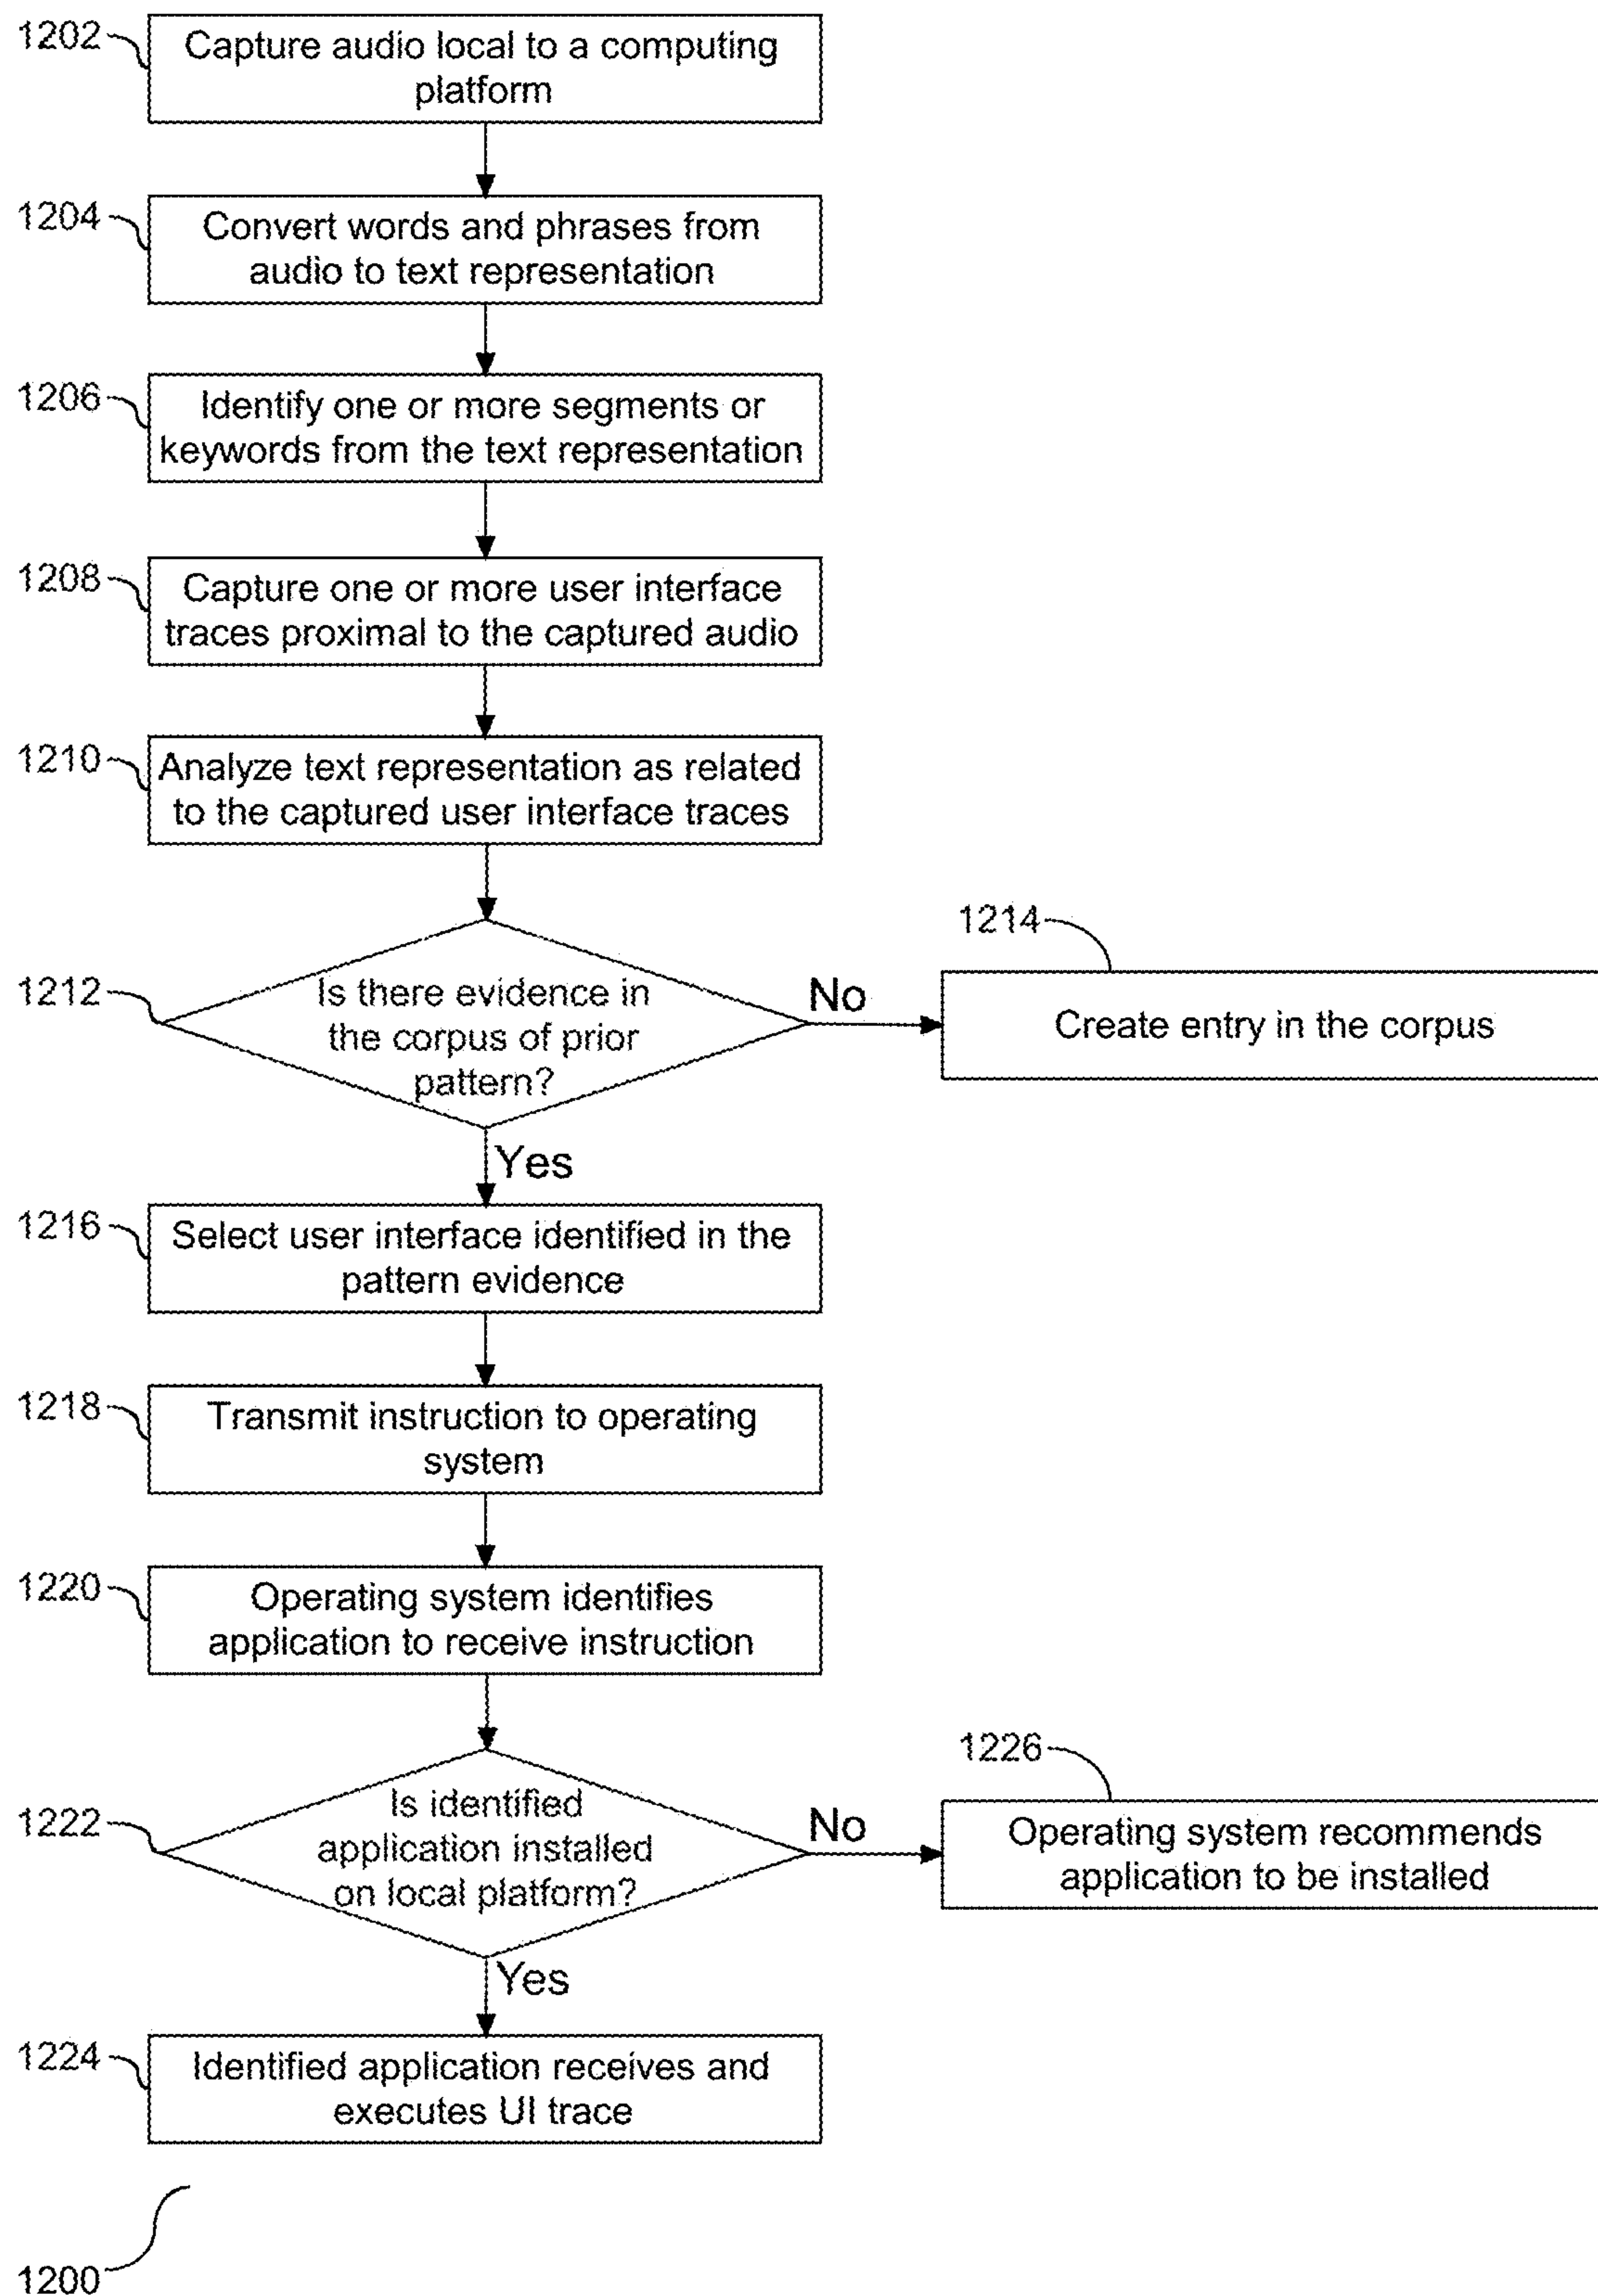 1202
Capture audio local to a computing
platform
1204
Convert words and phrases from
audio to text representation
1206
Identify one or more segments or
keywords from the text representation
1208
Capture one or more user interface
traces proximal to the captured audio
1210
Analyze text representation as related
to the captured user interface traces
1212
Is there evidence in
the corpus of prior
pattern?
No
1214
Create entry in the corpus
Yes
1216
Select user interface identified in the
pattern evidence
1218
Transmit instruction to operating
system
1220
Operating system identifies
application to receive instruction
1222
Is identified
application installed
on local platform?
No
1226
Operating system recommends
application to be installed
Yes
1224
Identified application receives and
executes UI trace
1200